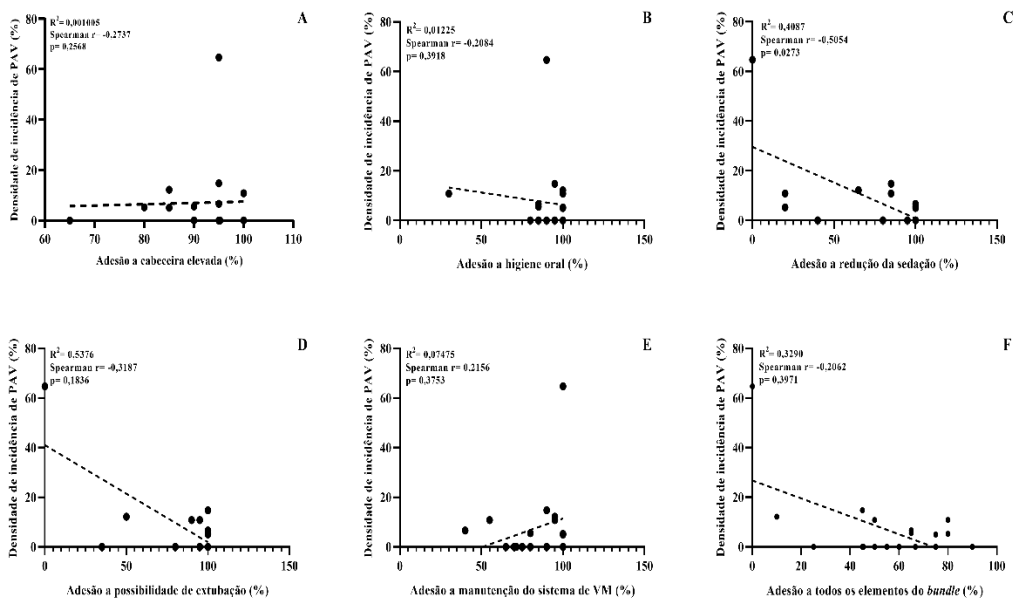 A
R²=0,001005
Spearman r= -0.2737
p= 0,2568
Densidade de incidência de PAV (%)
80
60
40
20
0
60 70 80 90 100 110
Adesão a cabeceira elevada (%)
B
R²= 0,01225
Spearman r= -0.2084
p= 0.3918
Densidade de incidência de PAV (%)
80
60
40
20
0
0 50 100 150
Adesão a higiene oral (%)
C
R²= 0,4087
Spearman r= -0.5054
p= 0.0273
Densidade de incidência de PAV (%)
80
60
40
20
0
0 50 100 150
Adesão a redução da sedação (%)
D
R²= 0,5376
Spearman r= -0,3187
p= 0,1836
Densidade de incidência de PAV (%)
80
60
40
20
0
0 50 100 150
Adesão a possibilidade de extubação (%)
E
R²= 0,07475
Spearman r= 0.2156
p= 0,3753
Densidade de incidência de PAV (%)
80
60
40
20
0
0 50 100 150
Adesão a manutenção do sistema de VM (%)
F
R²= 0,3290
Spearman r= -0,2062
p= 0,3971
Densidade de incidência de PAV (%)
80
60
40
20
0
0 20 40 60 80 100
Adesão a todos os elementos do bundle (%)